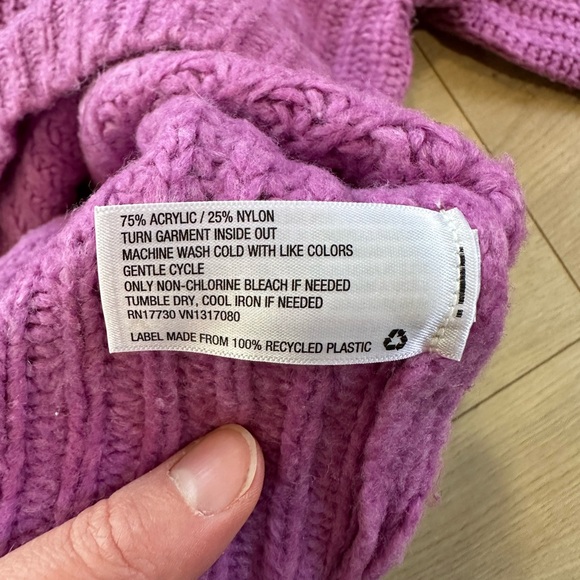 75% ACRYLIC / 25% NYLON
TURN GARMENT INSIDE OUT
MACHINE WASH COLD WITH LIKE COLORS
GENTLE CYCLE
ONLY NON-CHLORINE BLEACH IF NEEDED
TUMBLE DRY, COOL IRON IF NEEDED
RN17730 VN1317080
LABEL MADE FROM 100% RECYCLED PLASTIC